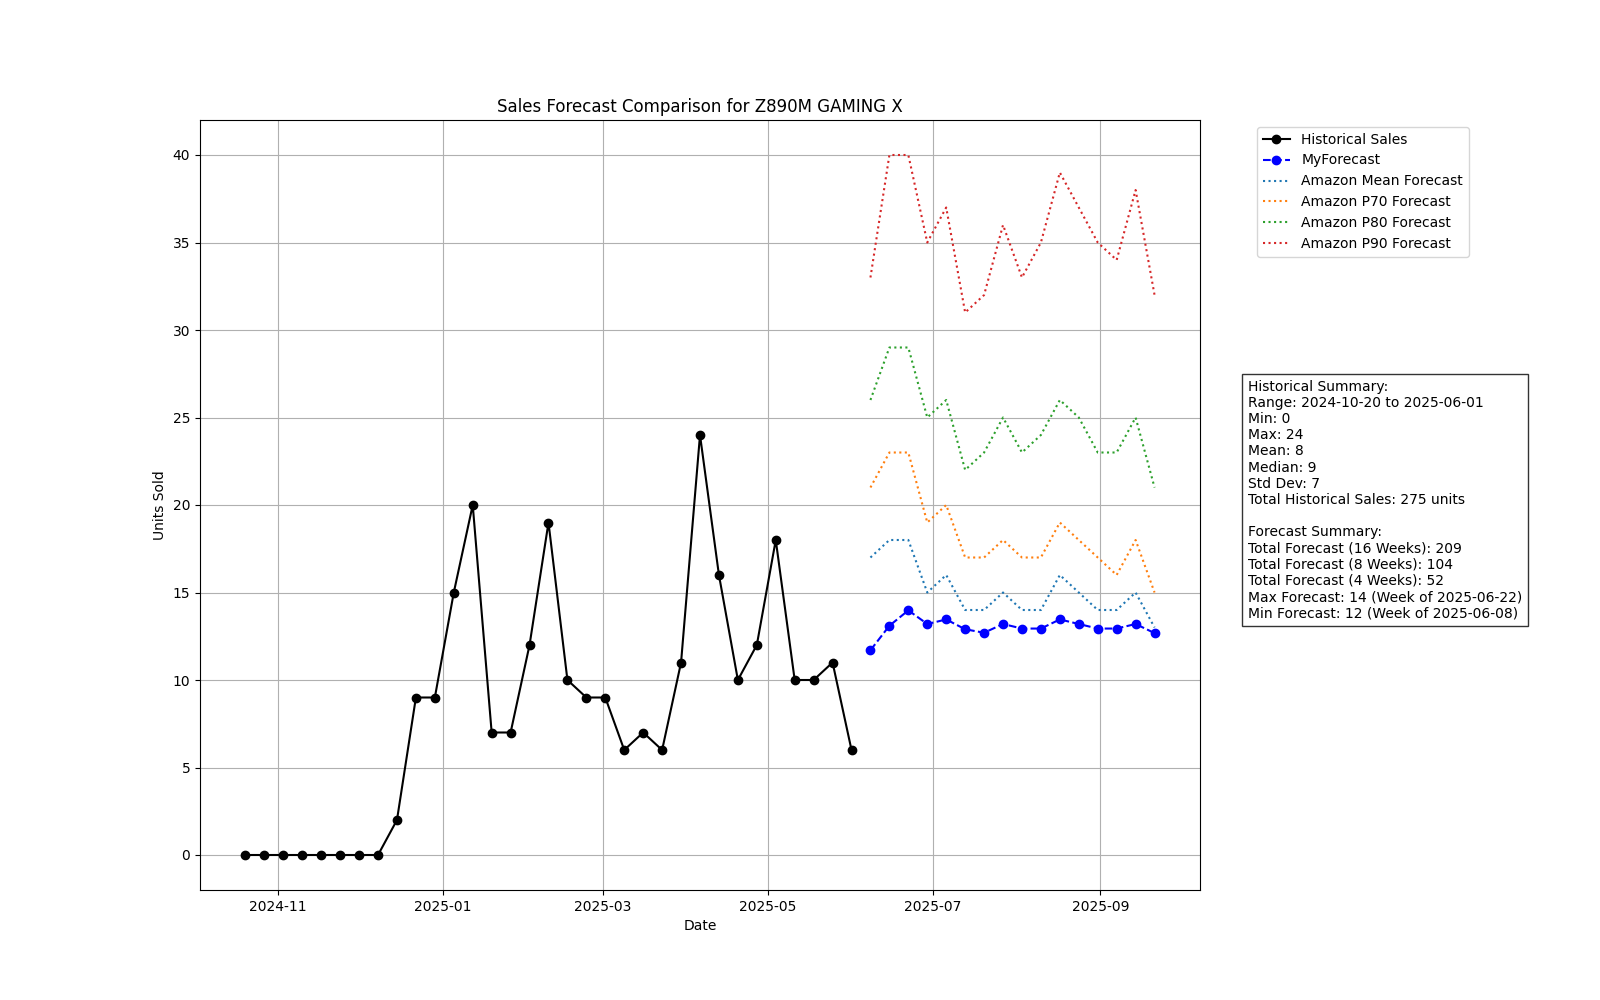 Sales Forecast Comparison for Z890M GAMING X
Units Sold
40
35
30
25
20
15
10
5
0
2024-11
2025-01
2025-03
2025-05
2025-07
2025-09
Date
Historical Sales
MyForecast
Amazon Mean Forecast
Amazon P70 Forecast
Amazon P80 Forecast
Amazon P90 Forecast
Historical Summary:
Range: 2024-10-20 to 2025-06-01
Min: 0
Max: 24
Mean: 8
Median: 9
Std Dev: 7
Total Historical Sales: 275 units
Forecast Summary:
Total Forecast (16 Weeks): 209
Total Forecast (8 Weeks): 104
Total Forecast (4 Weeks): 52
Max Forecast: 14 (Week of 2025-06-22)
Min Forecast: 12 (Week of 2025-06-08)